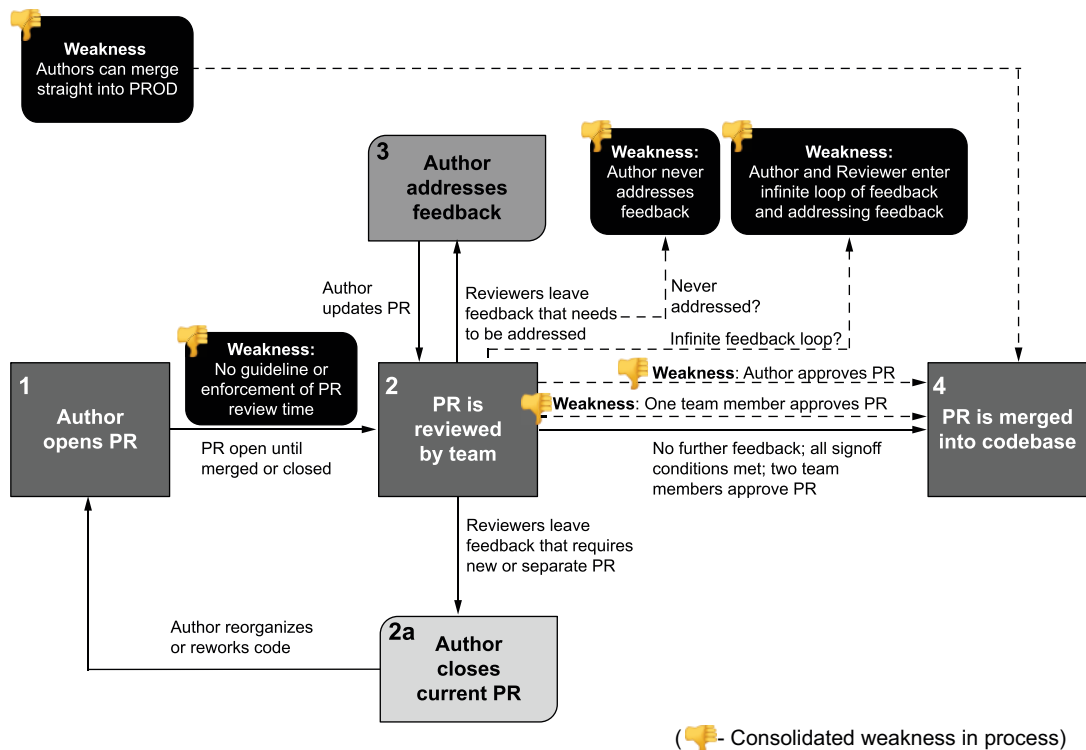 Weakness
Authors can merge
straight into PROD
3
Author
addresses
feedback
Weakness:
Author never
addresses
feedback
Weakness:
Author and Reviewer enter
infinite loop of feedback
and addressing feedback
Author
updates PR
Reviewers leave
feedback that needs
to be addressed
Never
addressed?
Infinite feedback loop?
Weakness:
No guideline or
enforcement of PR
review time
1
Author
opens PR
PR open until
merged or closed
2
PR is
reviewed
by team
Weakness: Author approves PR
Weakness: One team member approves PR
No further feedback; all signoff
conditions met; two team
members approve PR
4
PR is merged
into codebase
Reviewers leave
feedback that requires
new or separate PR
Author reorganizes
or reworks code
2a
Author
closes
current PR
( - Consolidated weakness in process)